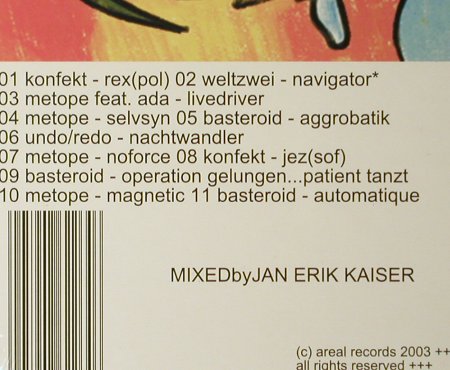 01 konfekt - rex(pol) 02 weltzwei - navigator*
03 metope feat. ada - livedriver
04 metope - selvsyn 05 basteroid - aggrobatik
06 undo/redo - nachtwandler
07 metope - noforce 08 konfekt - jez(sof)
09 basteroid - operation gelungen...patient tanzt
10 metope - magnetic 11 basteroid - automatique
MIXEDbyJAN ERIK KAISER
(c) areal records 2003 ++
all rights reserved +++